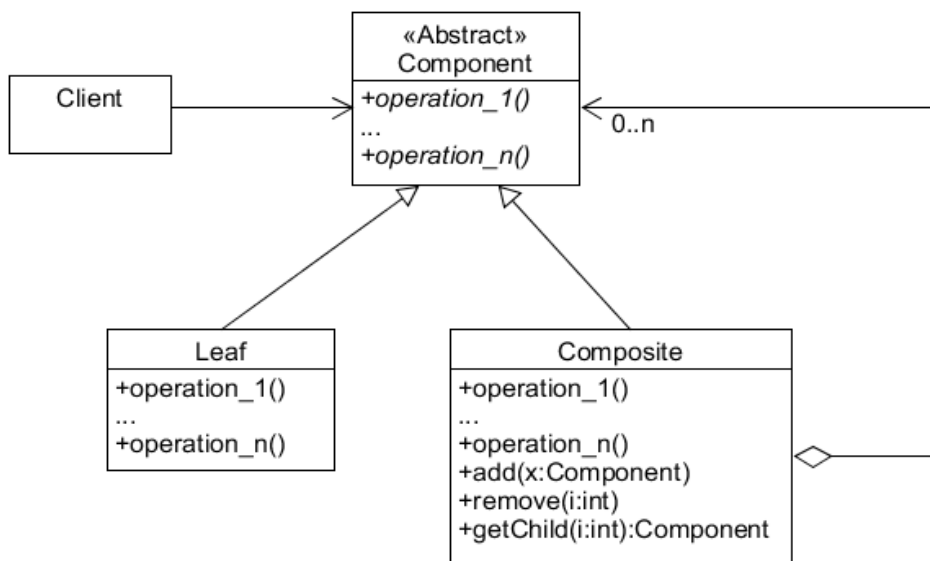 «Abstract»
Component
+operation_1()
...
+operation_n()
Client
0..n
Leaf
+operation_1()
...
+operation_n()
Composite
+operation_1()
...
+operation_n()
+add(x:Component)
+remove(i:int)
+getChild(i:int):Component